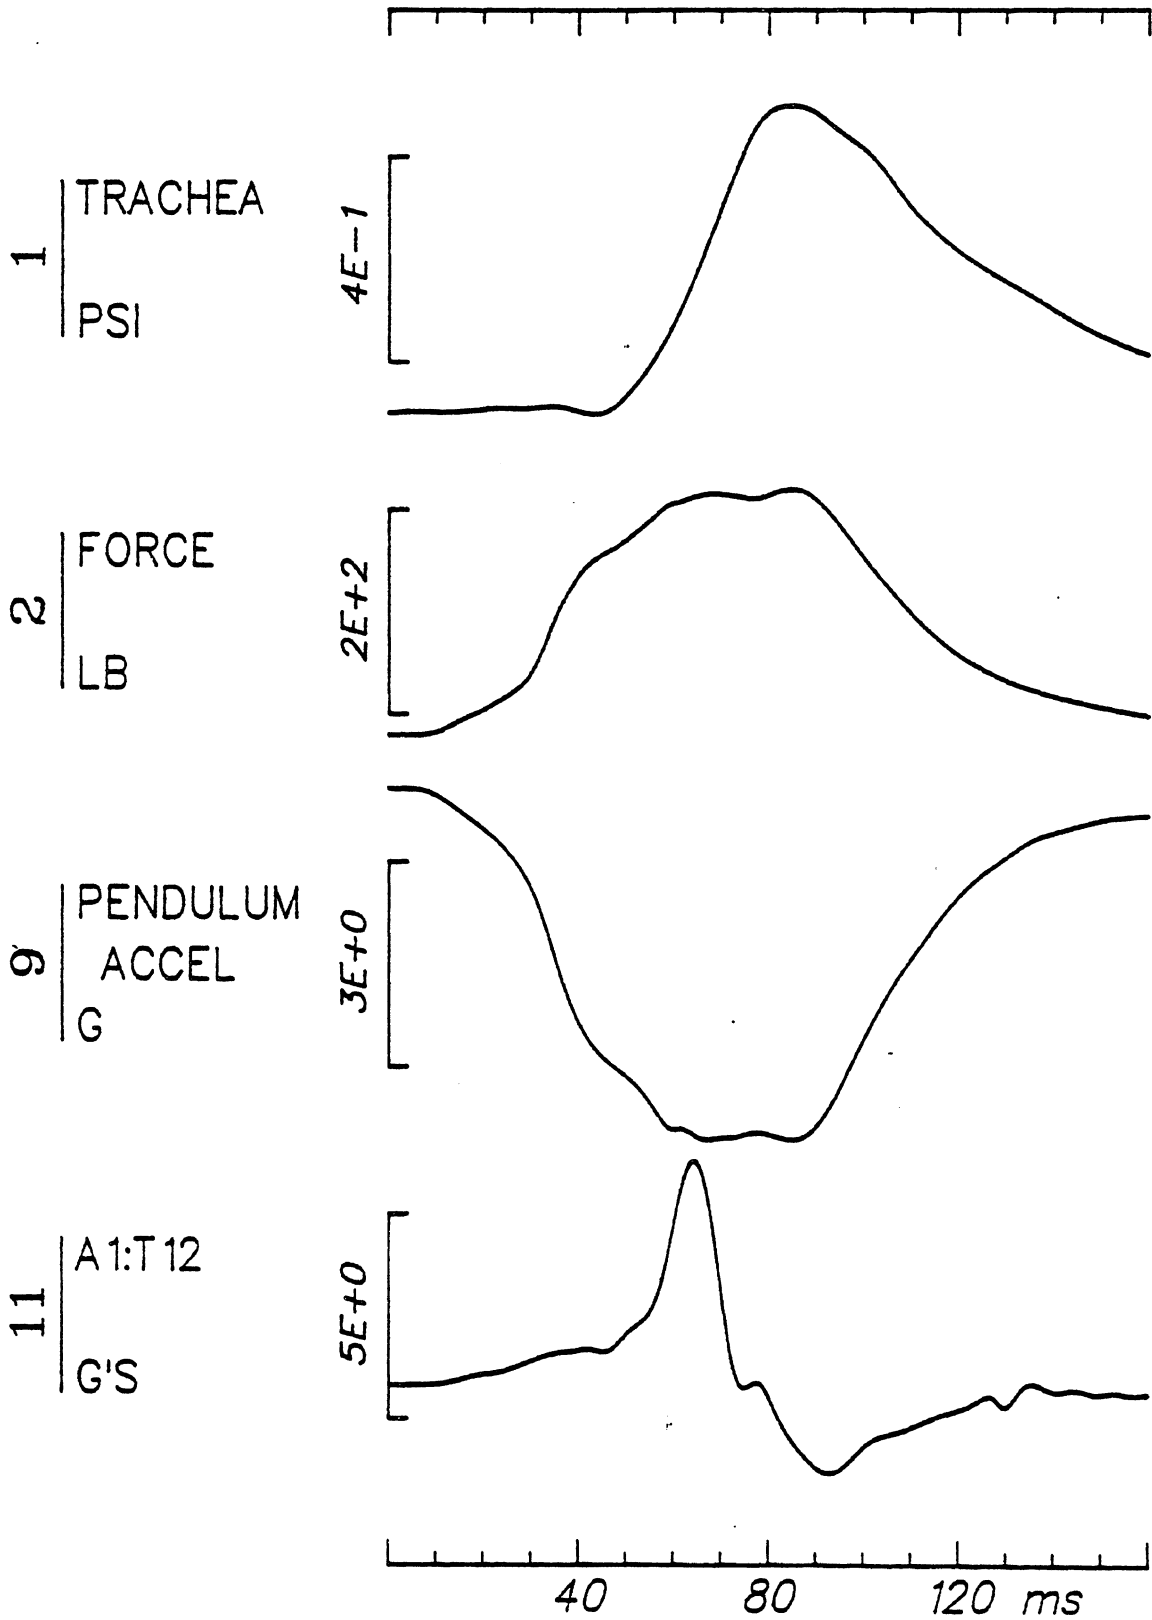 1
TRACHEA
PSI
4E-1
2
FORCE
LB
2E+2
9
PENDULUM
ACCEL
G
3E+0
11
A1:T12
G'S
5E+0
40 80 120 ms